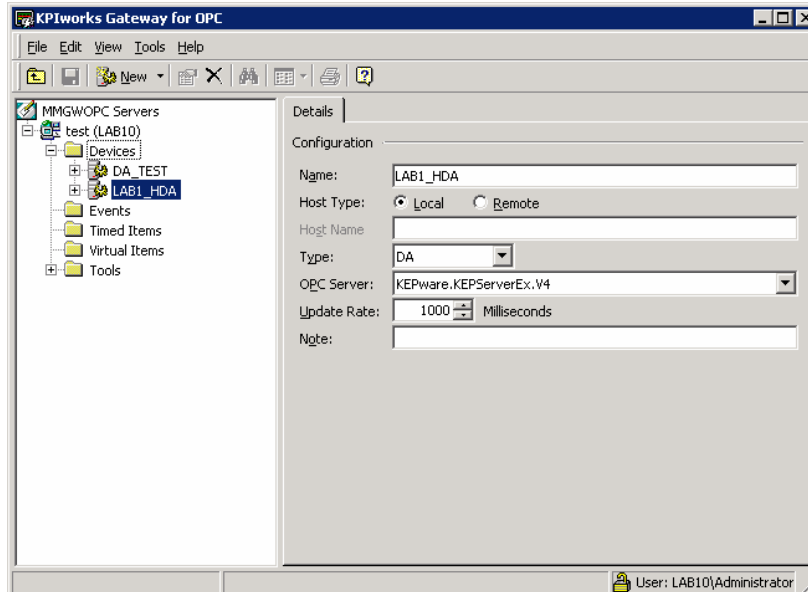 KPIworks Gateway for OPC
File Edit View Tools Help
New
MMGWOPC Servers
test (LAB10)
Devices
DA_TEST
LAB1_HDA
Events
Timed Items
Virtual Items
Tools
Details
Configuration
Name: LAB1_HDA
Host Type: Local Remote
Host Name
Type: DA
OPC Server: KEPware.KEPServerEx.V4
Update Rate: 1000 Milliseconds
Note:
User: LAB10\Administrator